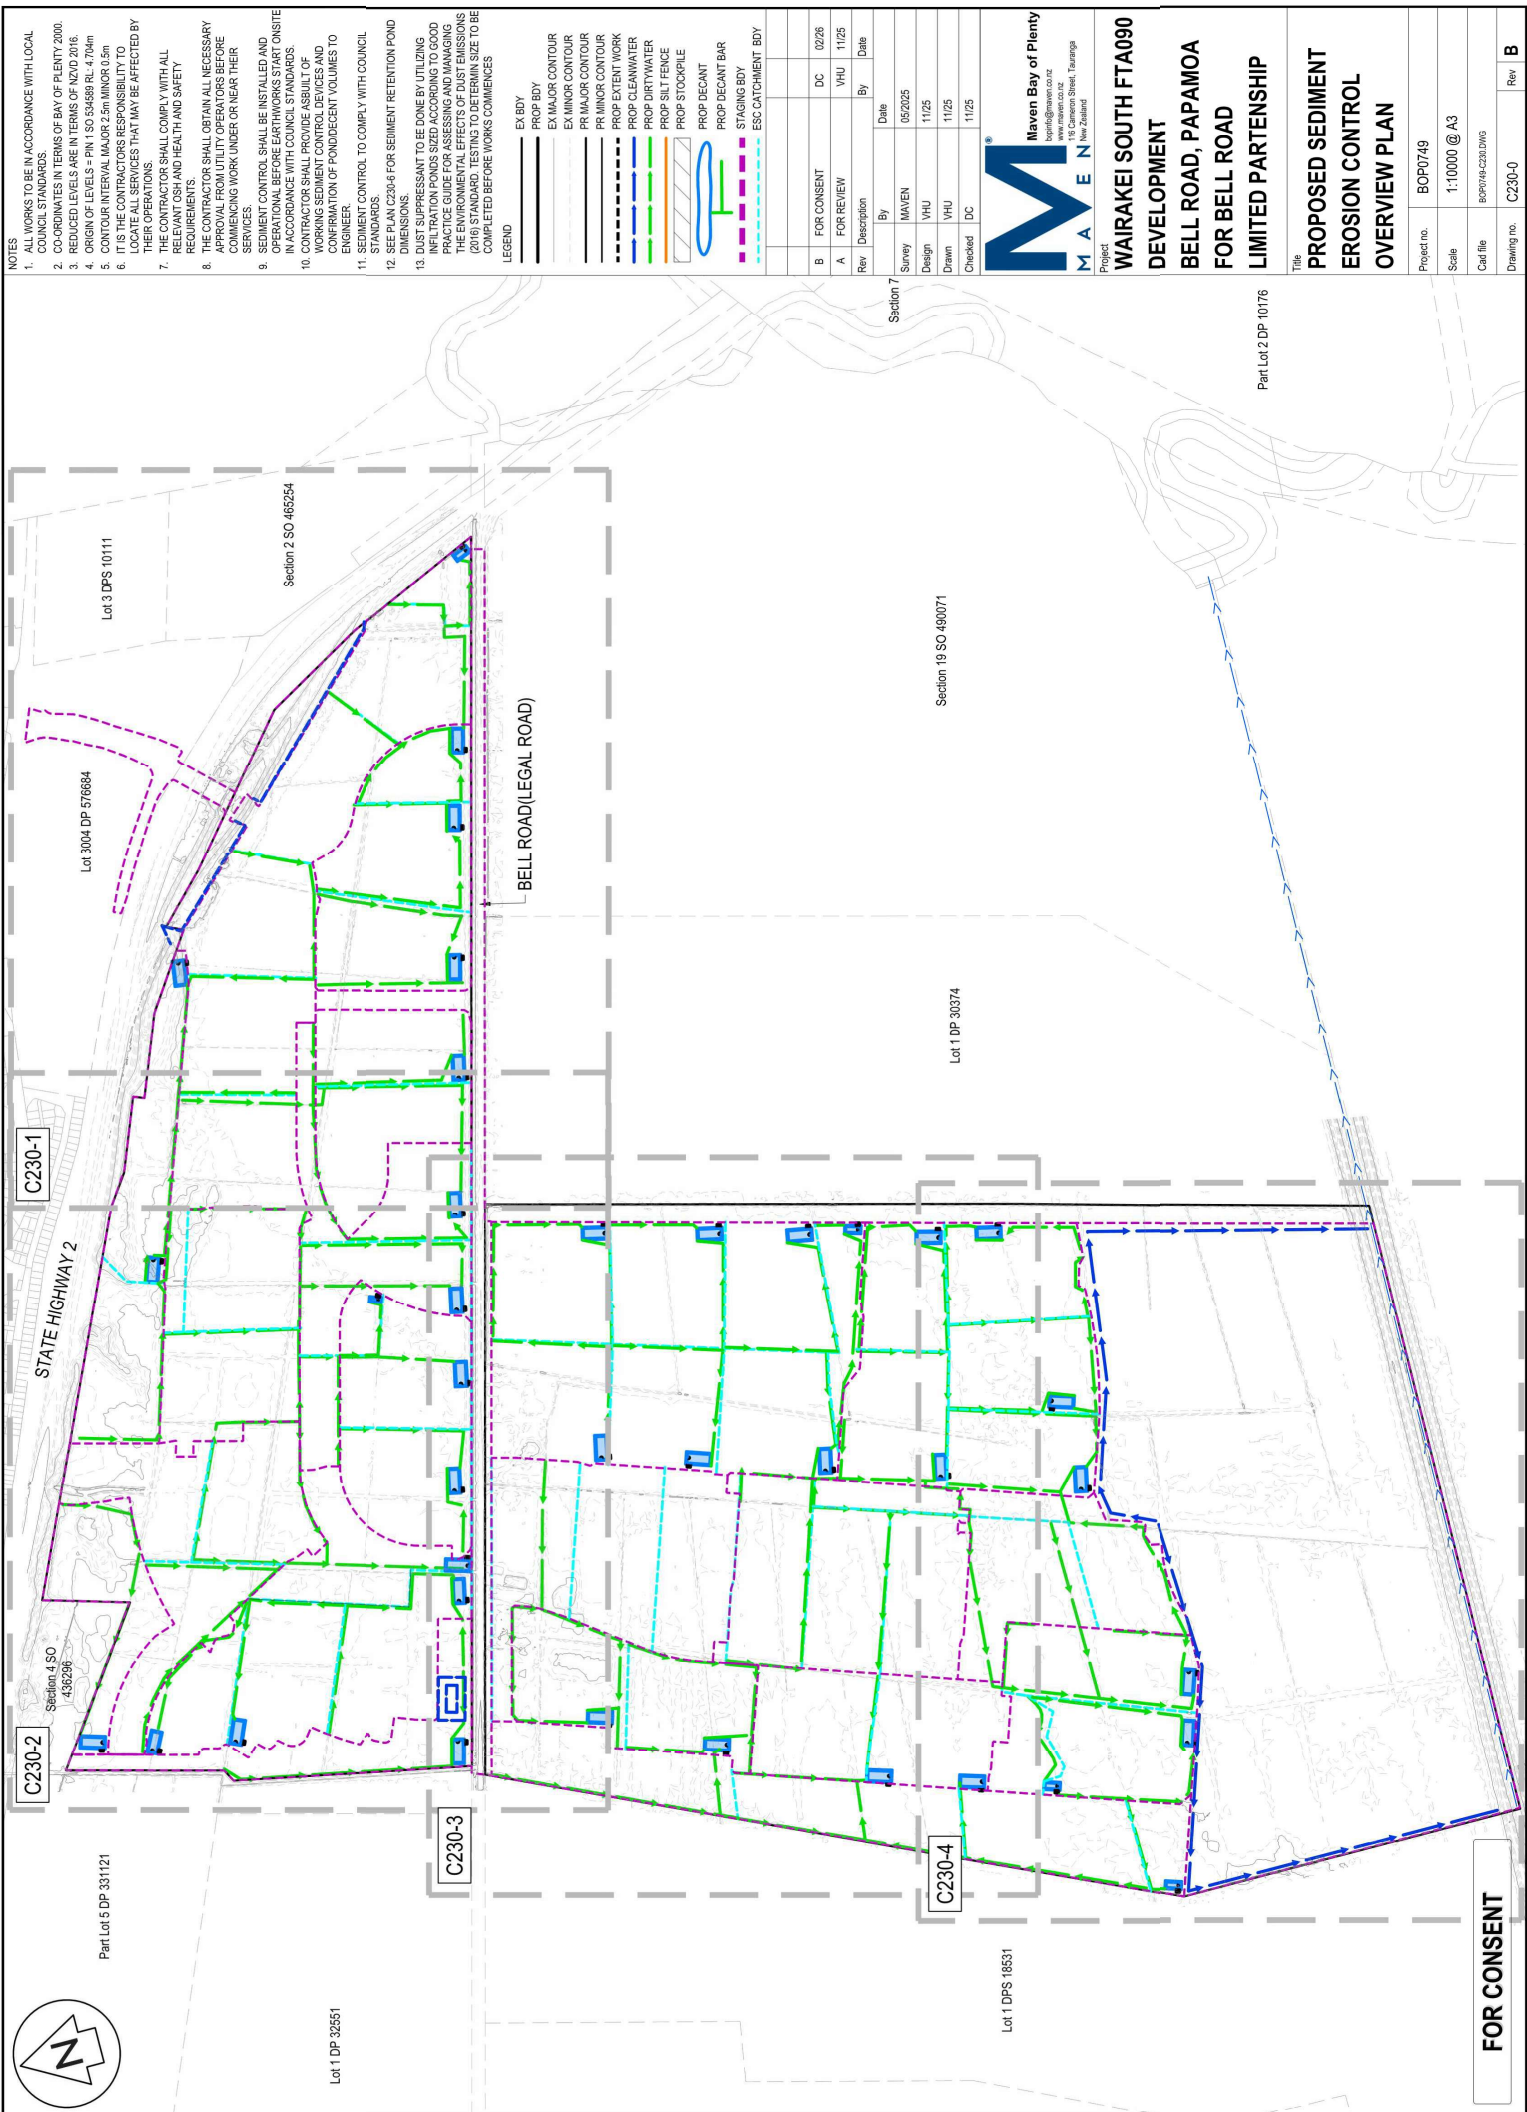 NOTES
1. ALL WORKS TO BE IN ACCORDANCE WITH LOCAL
COUNCIL STANDARDS.
2. CO-ORDINATES IN TERMS OF BAY OF PLENTY 2000.
3. REDUCED LEVELS ARE IN TERMS OF NZVD 2016.
4. ORIGIN OF LEVELS = PIN 1 SO 534589 RL: 4.704m
5. CONTOUR INTERVAL MAJOR 2.5m MINOR 0.5m
6. IT IS THE CONTRACTORS RESPONSIBILITY TO
LOCATE ALL SERVICES THAT MAY BE AFFECTED BY
THEIR OPERATIONS.
7. THE CONTRACTOR SHALL COMPLY WITH ALL
RELEVANT OSH AND HEALTH AND SAFETY
REQUIREMENTS.
8. THE CONTRACTOR SHALL OBTAIN ALL NECESSARY
APPROVAL FROM UTILITY OPERATORS BEFORE
COMMENCING WORK UNDER OR NEAR THEIR
SERVICES.
9. SEDIMENT CONTROL SHALL BE INSTALLED AND
OPERATIONAL BEFORE EARTHWORKS START ONSITE
IN ACCORDANCE WITH COUNCIL STANDARDS.
10. CONTRACTOR SHALL PROVIDE ASBUILT OF
WORKING SEDIMENT CONTROL DEVICES AND
CONFIRMATION OF POND/DECENT VOLUMES TO
ENGINEER.
11. SEDIMENT CONTROL TO COMPLY WITH COUNCIL
STANDARDS.
12. SEE PLAN C230-6 FOR SEDIMENT RETENTION POND
DIMENSIONS.
13. DUST SUPPRESSANT TO BE DONE BY UTILIZING
INFILTRATION PONDS SIZED ACCORDING TO GOOD
PRACTICE GUIDE FOR ASSESSING AND MANAGING
THE ENVIRONMENTAL EFFECTS OF DUST EMISSIONS
(2016) STANDARD. TESTING TO DETERMIN SIZE TO BE
COMPLETED BEFORE WORKS COMMENCES
LEGEND
EX BDY
PROP BDY
EX MAJOR CONTOUR
EX MINOR CONTOUR
PR MAJOR CONTOUR
PR MINOR CONTOUR
PROP EXTENT WORK
PROP CLEANWATER
PROP DIRTYWATER
PROP SILT FENCE
PROP STOCKPILE
PROP DECANT
PROP DECANT BAR
STAGING BDY
ESC CATCHMENT BDY
B FOR CONSENT DC 02/26
A FOR REVIEW VHU 11/25
Rev Description By Date
By Date
Survey MAVEN 05/2025
Design VHU 11/25
Drawn VHU 11/25
Checked DC 11/25
M ®
MAVEN
Maven Bay of Plenty
bopinfo@maven.co.nz
www.maven.co.nz
116 Cameron Street, Tauranga
New Zealand
Project
WAIRAKEI SOUTH FTA090
DEVELOPMENT
BELL ROAD, PAPAMOA
FOR BELL ROAD
LIMITED PARTENSHIP
Title
PROPOSED SEDIMENT
EROSION CONTROL
OVERVIEW PLAN
Project no. BOP0749
Scale 1:10000 @ A3
Cad file BOP0749-C230.DWG
Drawing no. C230-0 Rev B
N
Part Lot 5 DP 331121
Lot 1 DP 32551
Section 4 SO
436296
C230-2
STATE HIGHWAY 2
C230-1
Lot 3004 DP 576684
Lot 3 DPS 10111
Section 2 SO 465254
Section 7
BELL ROAD(LEGAL ROAD)
C230-3
C230-4
Lot 1 DPS 18531
Lot 1 DP 30374
Section 19 SO 490071
Part Lot 2 DP 10176
FOR CONSENT